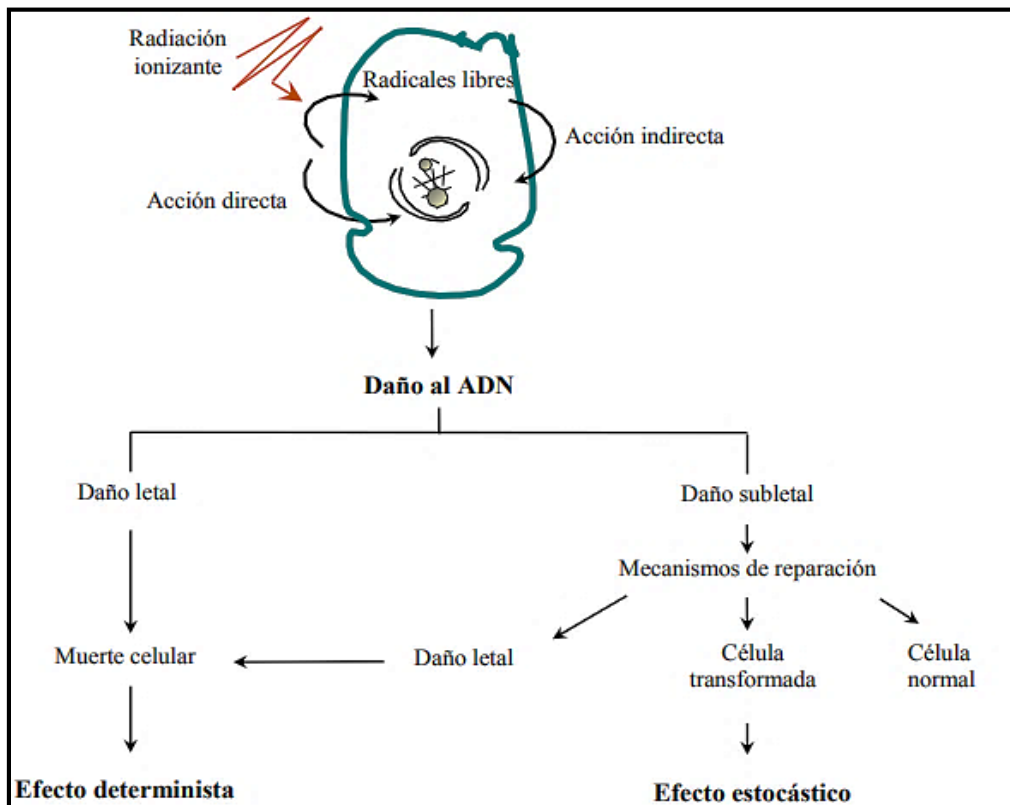 Radiación
ionizante
Radicales libres
Acción indirecta
Acción directa
Daño al ADN
Daño letal
Daño subletal
Mecanismos de reparación
Muerte celular
Daño letal
Célula
transformada
Célula
normal
Efecto determinista
Efecto estocástico